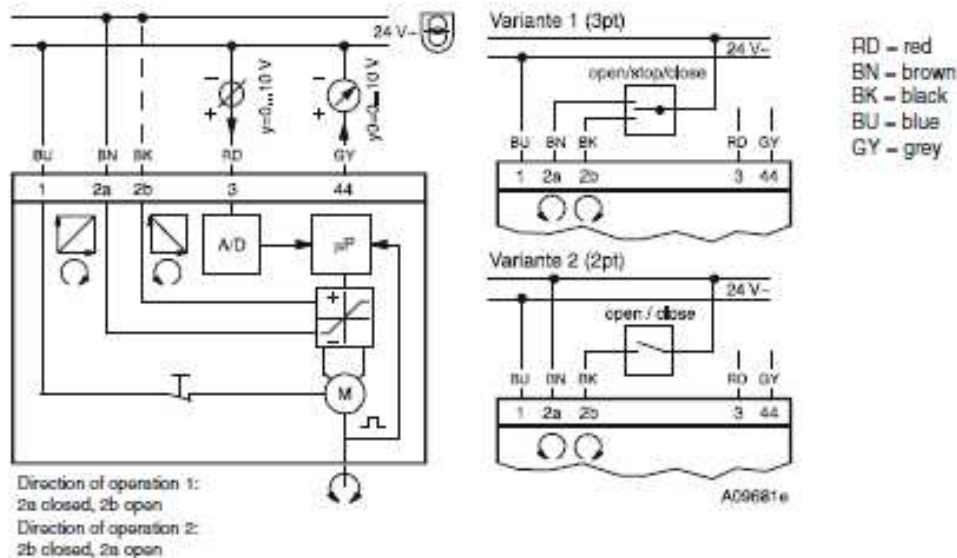 24 V~
y=0...10 V
y0=0...10 V
BU BN BK RD GY
1 2a 2b 3 44
A/D
µP
M
Direction of operation 1:
2a closed, 2b open
Direction of operation 2:
2b closed, 2a open
Variante 1 (3pt)
24 V~
open/stop/close
BU BN BK RD GY
1 2a 2b 3 44
Variante 2 (2pt)
24 V~
open / close
BU BN BK RD GY
1 2a 2b 3 44
A09681e
RD = red
BN = brown
BK = black
BU = blue
GY = grey